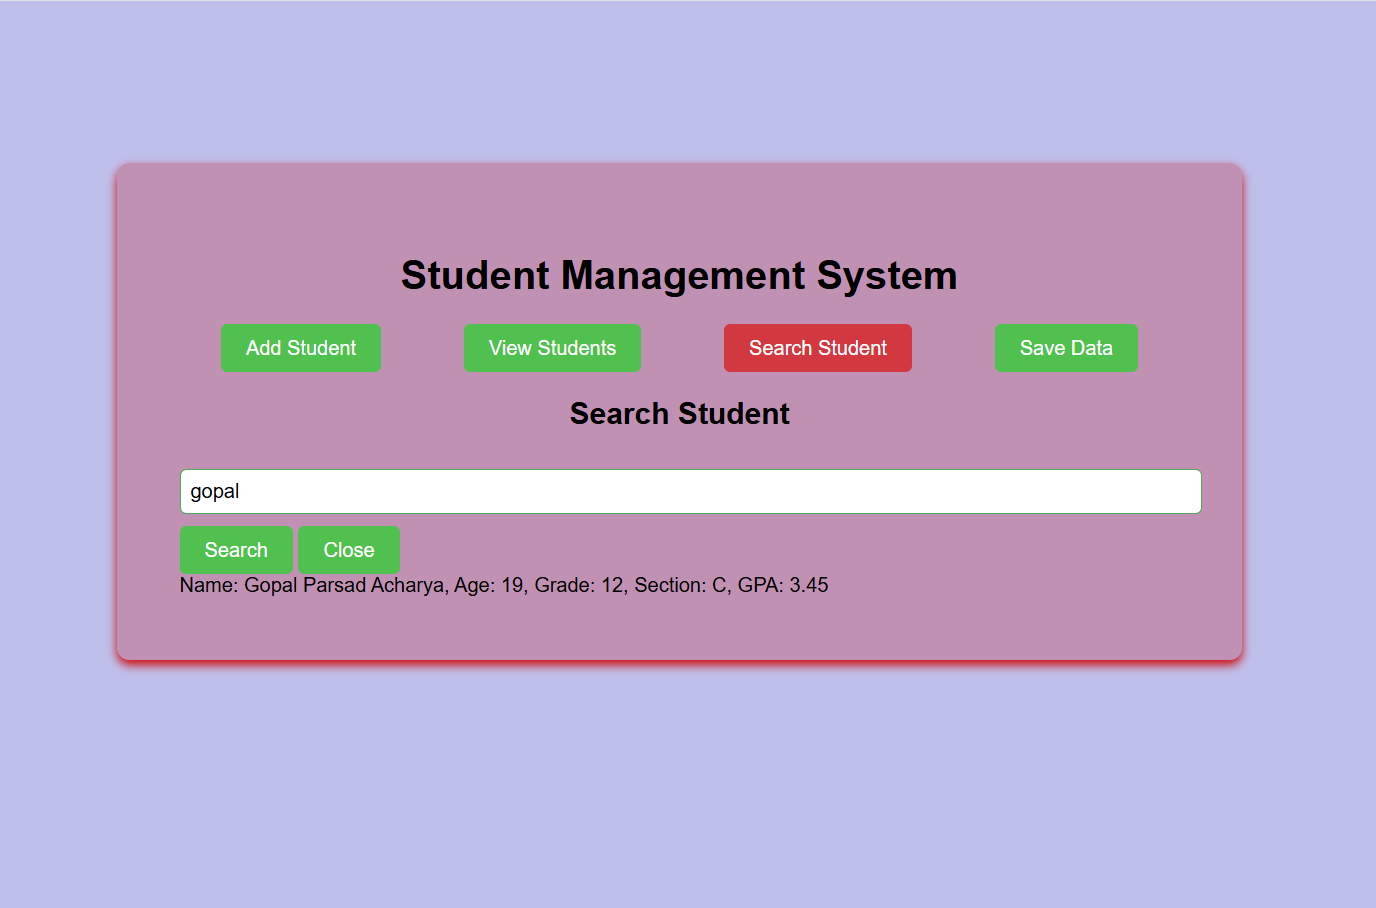 Student Management System
Add Student View Students Search Student Save Data
Search Student
gopal
Search Close
Name: Gopal Parsad Acharya, Age: 19, Grade: 12, Section: C, GPA: 3.45